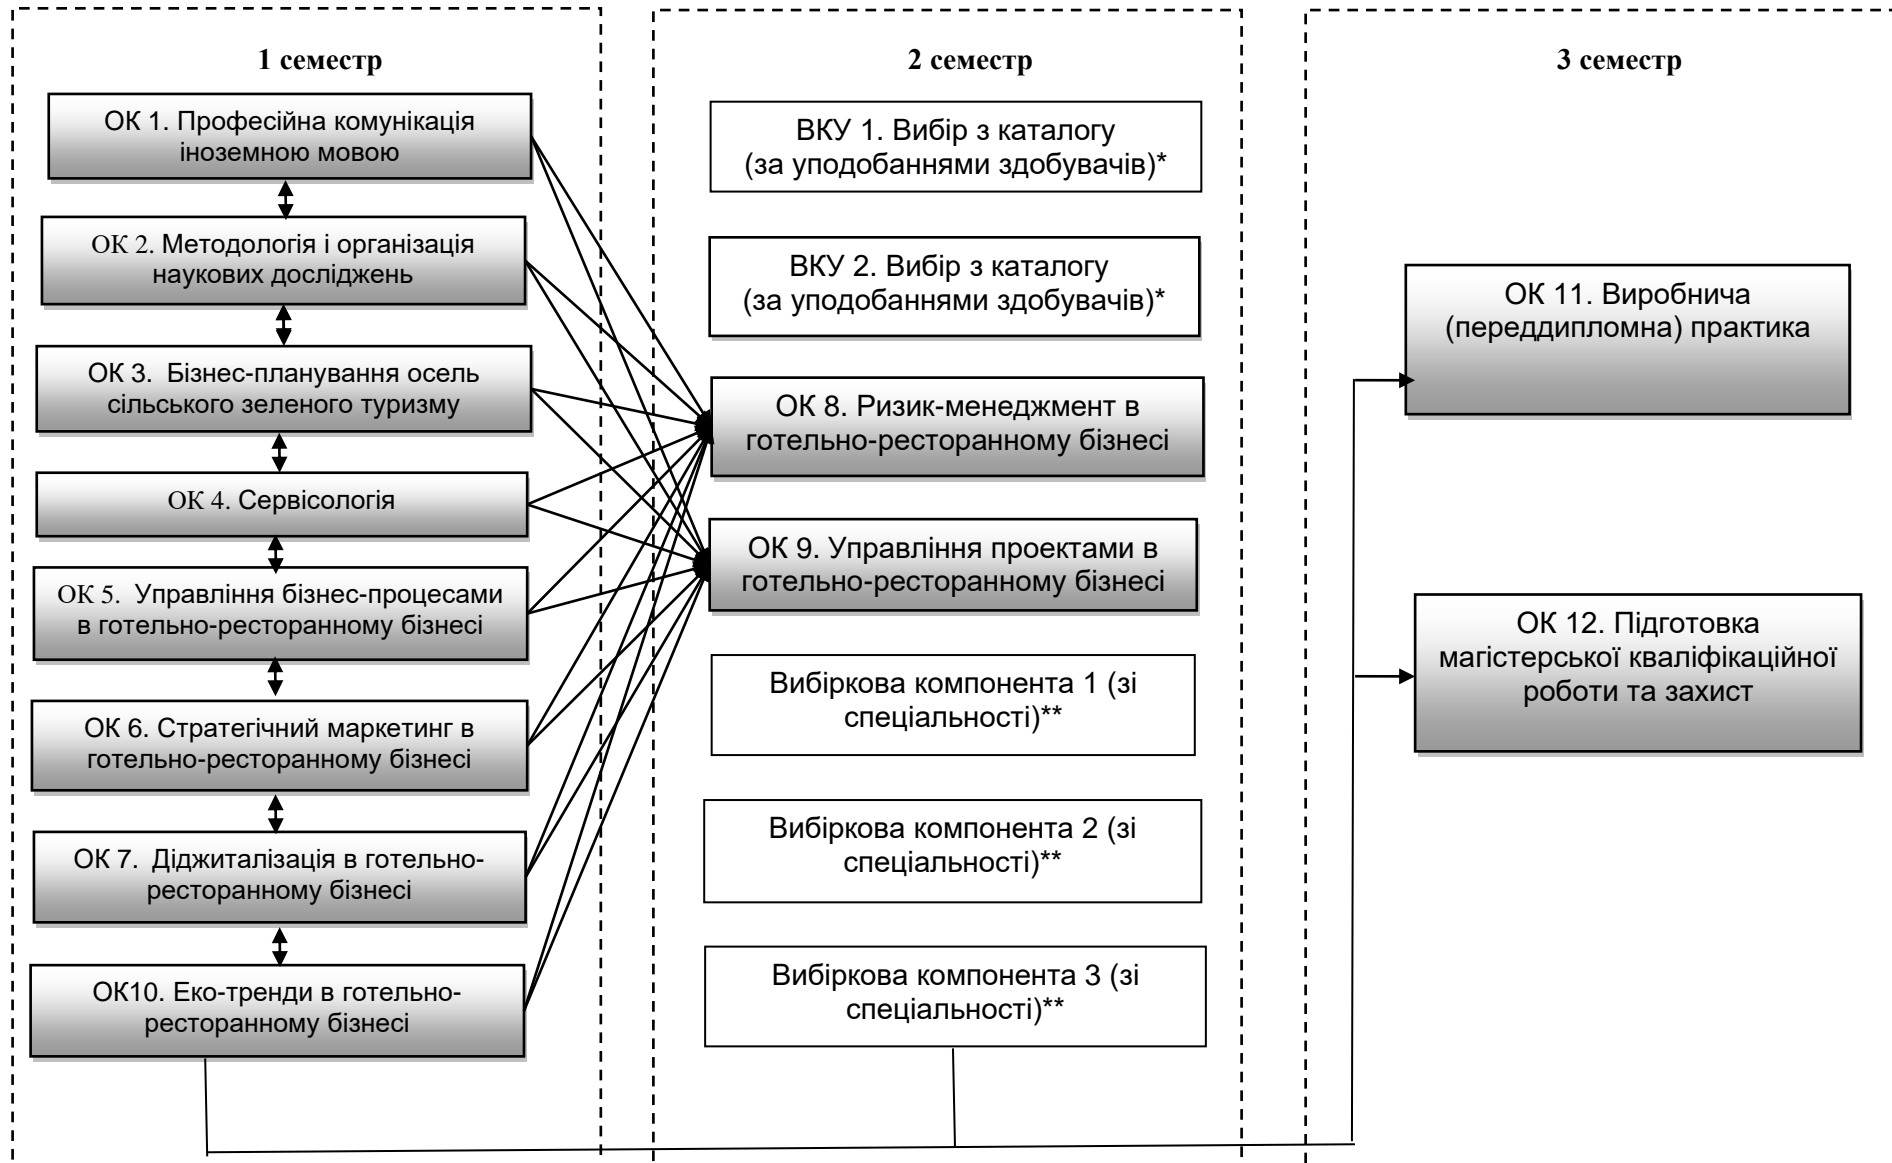 1 семестр
ОК 1. Професійна комунікація
іноземною мовою
ОК 2. Методологія і організація
наукових досліджень
ОК 3.  Бізнес-планування осель
сільського зеленого туризму
ОК 4. Сервісологія
ОК 5.  Управління бізнес-процесами
в готельно-ресторанному бізнесі
ОК 6. Стратегічний маркетинг в
готельно-ресторанному бізнесі
ОК 7.  Діджиталізація в готельно-
ресторанному бізнесі
ОК10. Еко-тренди в готельно-
ресторанному бізнесі
2 семестр
ВКУ 1. Вибір з каталогу
(за уподобаннями здобувачів)*
ВКУ 2. Вибір з каталогу
(за уподобаннями здобувачів)*
ОК 8. Ризик-менеджмент в
готельно-ресторанному бізнесі
ОК 9. Управління проектами в
готельно-ресторанному бізнесі
Вибіркова компонента 1 (зі
спеціальності)**
Вибіркова компонента 2 (зі
спеціальності)**
Вибіркова компонента 3 (зі
спеціальності)**
3 семестр
ОК 11. Виробнича
(переддипломна) практика
ОК 12. Підготовка
магістерської кваліфікаційної
роботи та захист